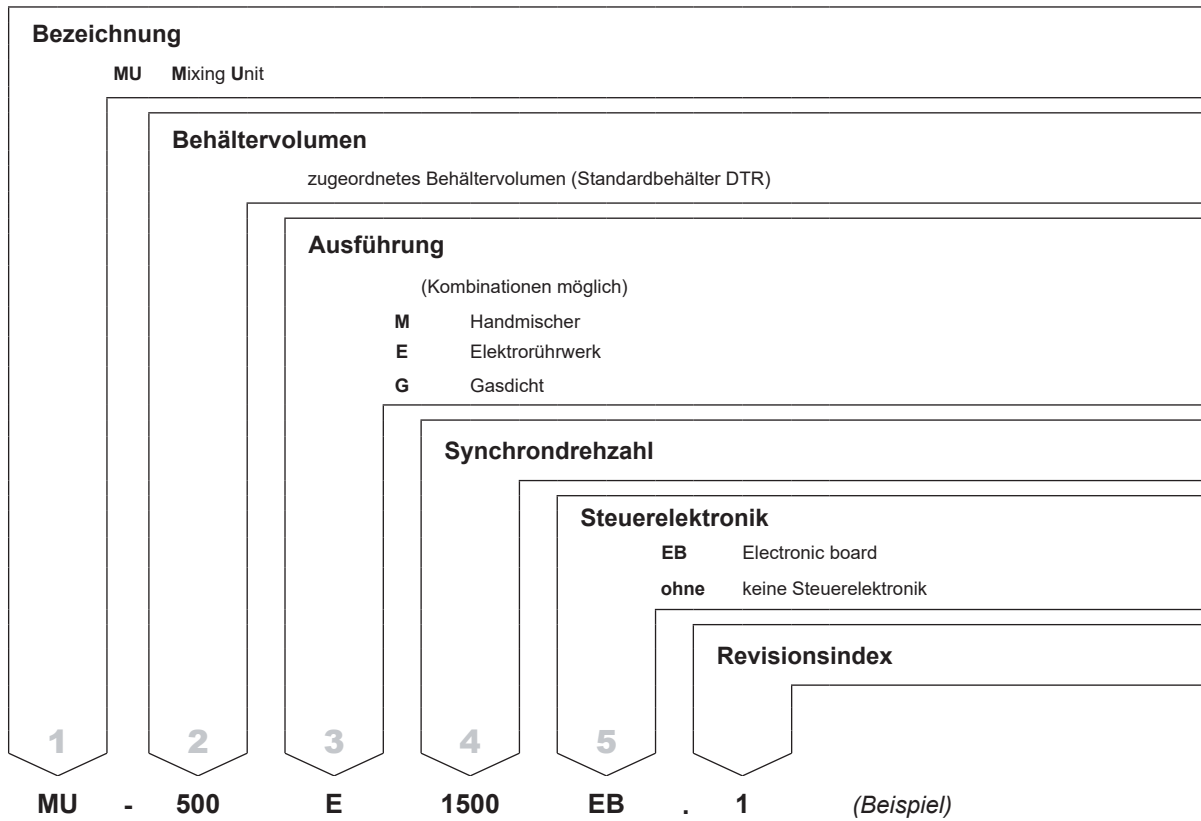 Bezeichnung
MU Mixing Unit
Behältervolumen
zugeordnetes Behältervolumen (Standardbehälter DTR)
Ausführung
(Kombinationen möglich)
M Handmischer
E Elektrorührwerk
G Gasdicht
Synchrondrehzahl
Steuerelektronik
EB Electronic board
ohne keine Steuerelektronik
Revisionsindex
1 2 3 4 5
MU - 500 E 1500 EB . 1 (Beispiel)